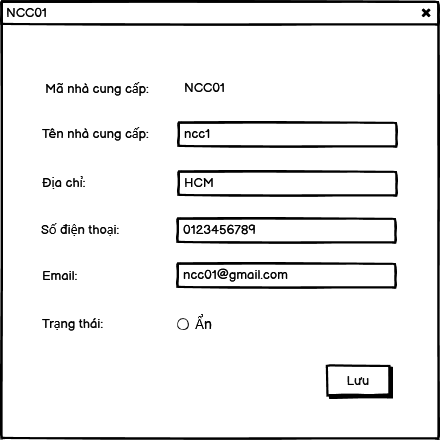 NCC01
Mã nhà cung cấp: NCC01
Tên nhà cung cấp: ncc1
Địa chỉ: HCM
Số điện thoại: 0123456789
Email: ncc01@gmail.com
Trạng thái: Ẩn
Lưu